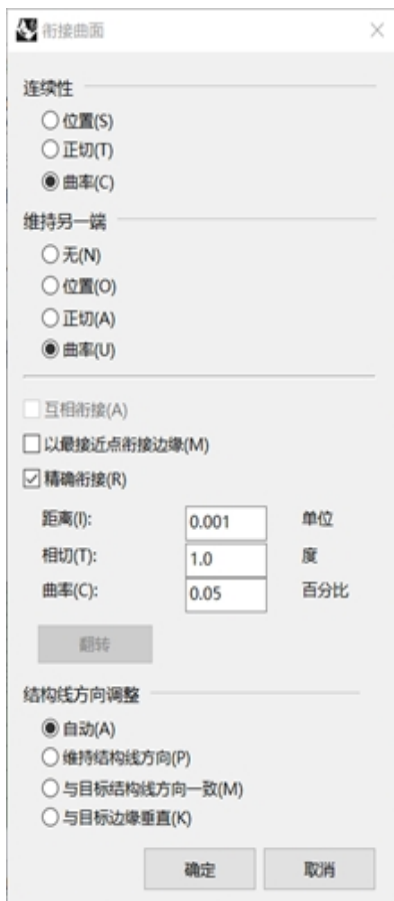 衔接曲面
连续性
位置(S)
正切(T)
曲率(C)
维持另一端
无(N)
位置(O)
正切(A)
曲率(U)
互相衔接(A)
以最接近点衔接边缘(M)
精确衔接(R)
距离(I): 0.001 单位
相切(T): 1.0 度
曲率(C): 0.05 百分比
翻转
结构线方向调整
自动(A)
维持结构线方向(P)
与目标结构线方向一致(M)
与目标边缘垂直(K)
确定 取消